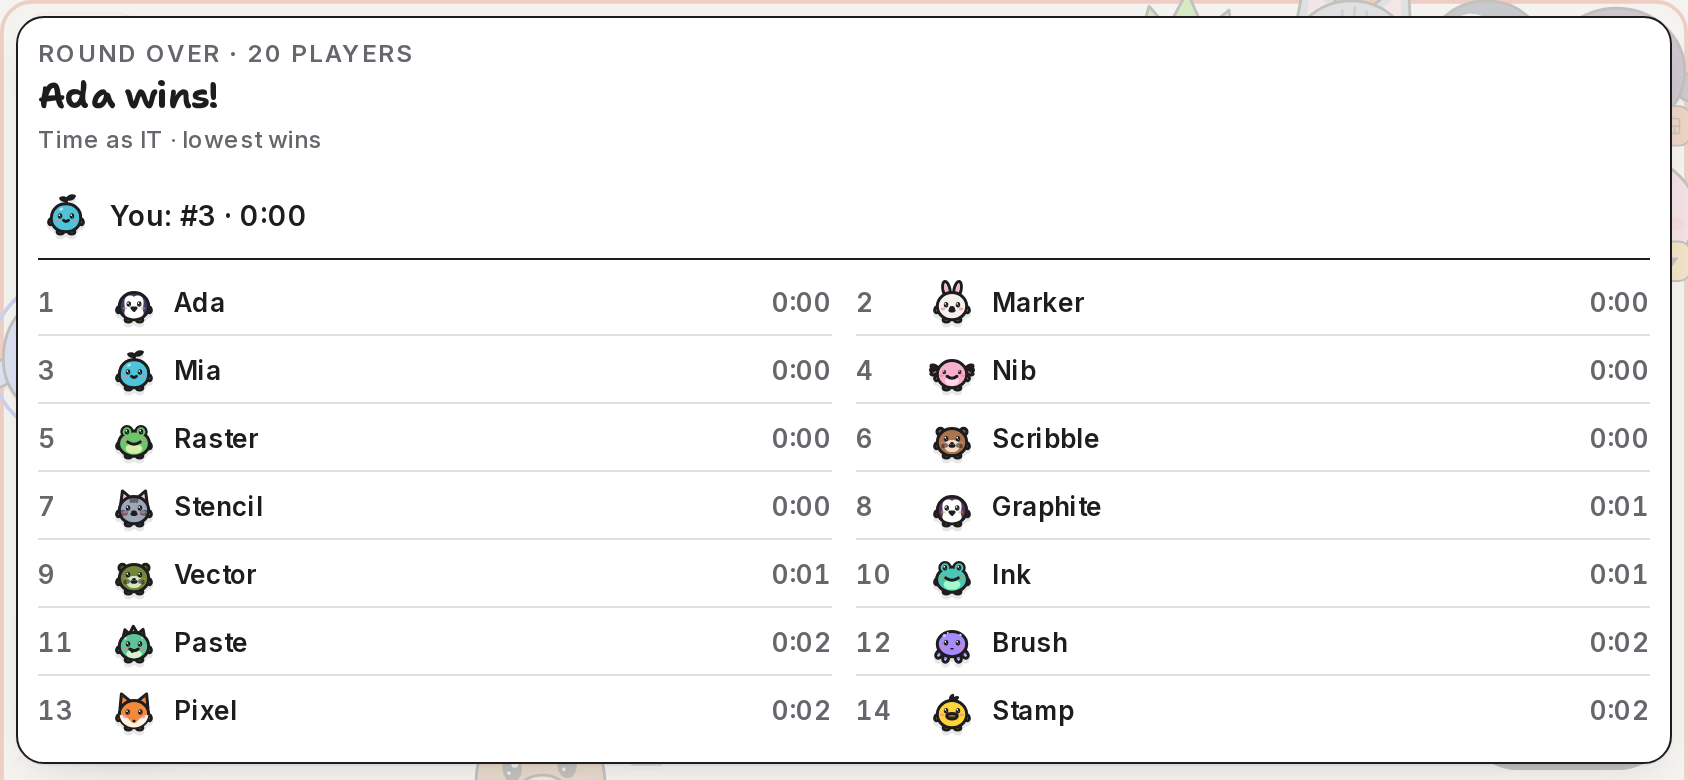 ROUND OVER · 20 PLAYERS
Ada wins!
Time as IT · lowest wins
You: #3 · 0:00
1 Ada 0:00 2 Marker 0:00
3 Mia 0:00 4 Nib 0:00
5 Raster 0:00 6 Scribble 0:00
7 Stencil 0:00 8 Graphite 0:01
9 Vector 0:01 10 Ink 0:01
11 Paste 0:02 12 Brush 0:02
13 Pixel 0:02 14 Stamp 0:02